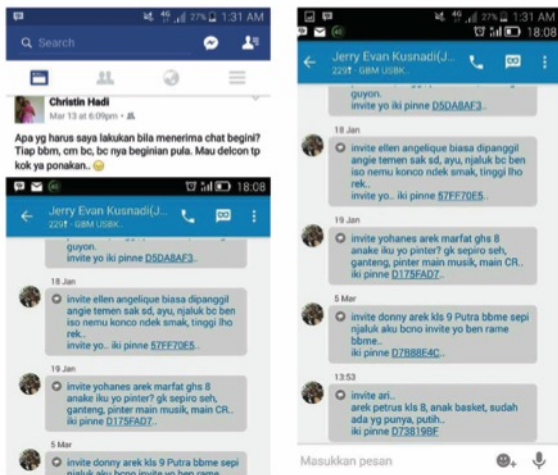 46
27%
1:31 AM
Search
Christin Hadi
Mar 13 at 6:09pm
Apa yg harus saya lakukan bila menerima chat begini?
Tiap bbm, cm bc, bc nya beginian pula. Mau delcon tp
kok ya ponakan..
18:08
Jerry Evan Kusnadi(J...
GBM USBK..
guyon.
invite yo iki pinne D5DA8AF3..
18 Jan
invite ellen angelique biasa dipanggil
angie temen sak sd, ayu, njaluk bc ben
iso nemu konco ndek smak, tinggi lho
rek..
invite yo.. iki pinne 57FF70E5..
19 Jan
invite yohanes arek marfat ghs 8
anake iku yo pinter? gk sepiro seh,
ganteng, pinter main musik, main CR..
iki pinne D175FAD7..
5 Mar
invite donny arek kls 9 Putra bbme sepi
njaluk aku bcno invite yo ben rame
46
27%
1:31 AM
18:08
Jerry Evan Kusnadi(J...
GBM USBK..
guyon.
invite yo iki pinne D5DA8AF3..
18 Jan
invite ellen angelique biasa dipanggil
angie temen sak sd, ayu, njaluk bc ben
iso nemu konco ndek smak, tinggi lho
rek..
invite yo.. iki pinne 57FF70E5..
19 Jan
invite yohanes arek marfat ghs 8
anake iku yo pinter? gk sepiro seh,
ganteng, pinter main musik, main CR..
iki pinne D175FAD7..
5 Mar
invite donny arek kls 9 Putra bbme sepi
njaluk aku bcno invite yo ben rame
bbme..
iki pinne D7B88E4C..
13:53
invite ari..
arek petrus kls 8, anak basket, sudah
ada yg punya, putih..
iki pinne D73819BF
Masukkan pesan